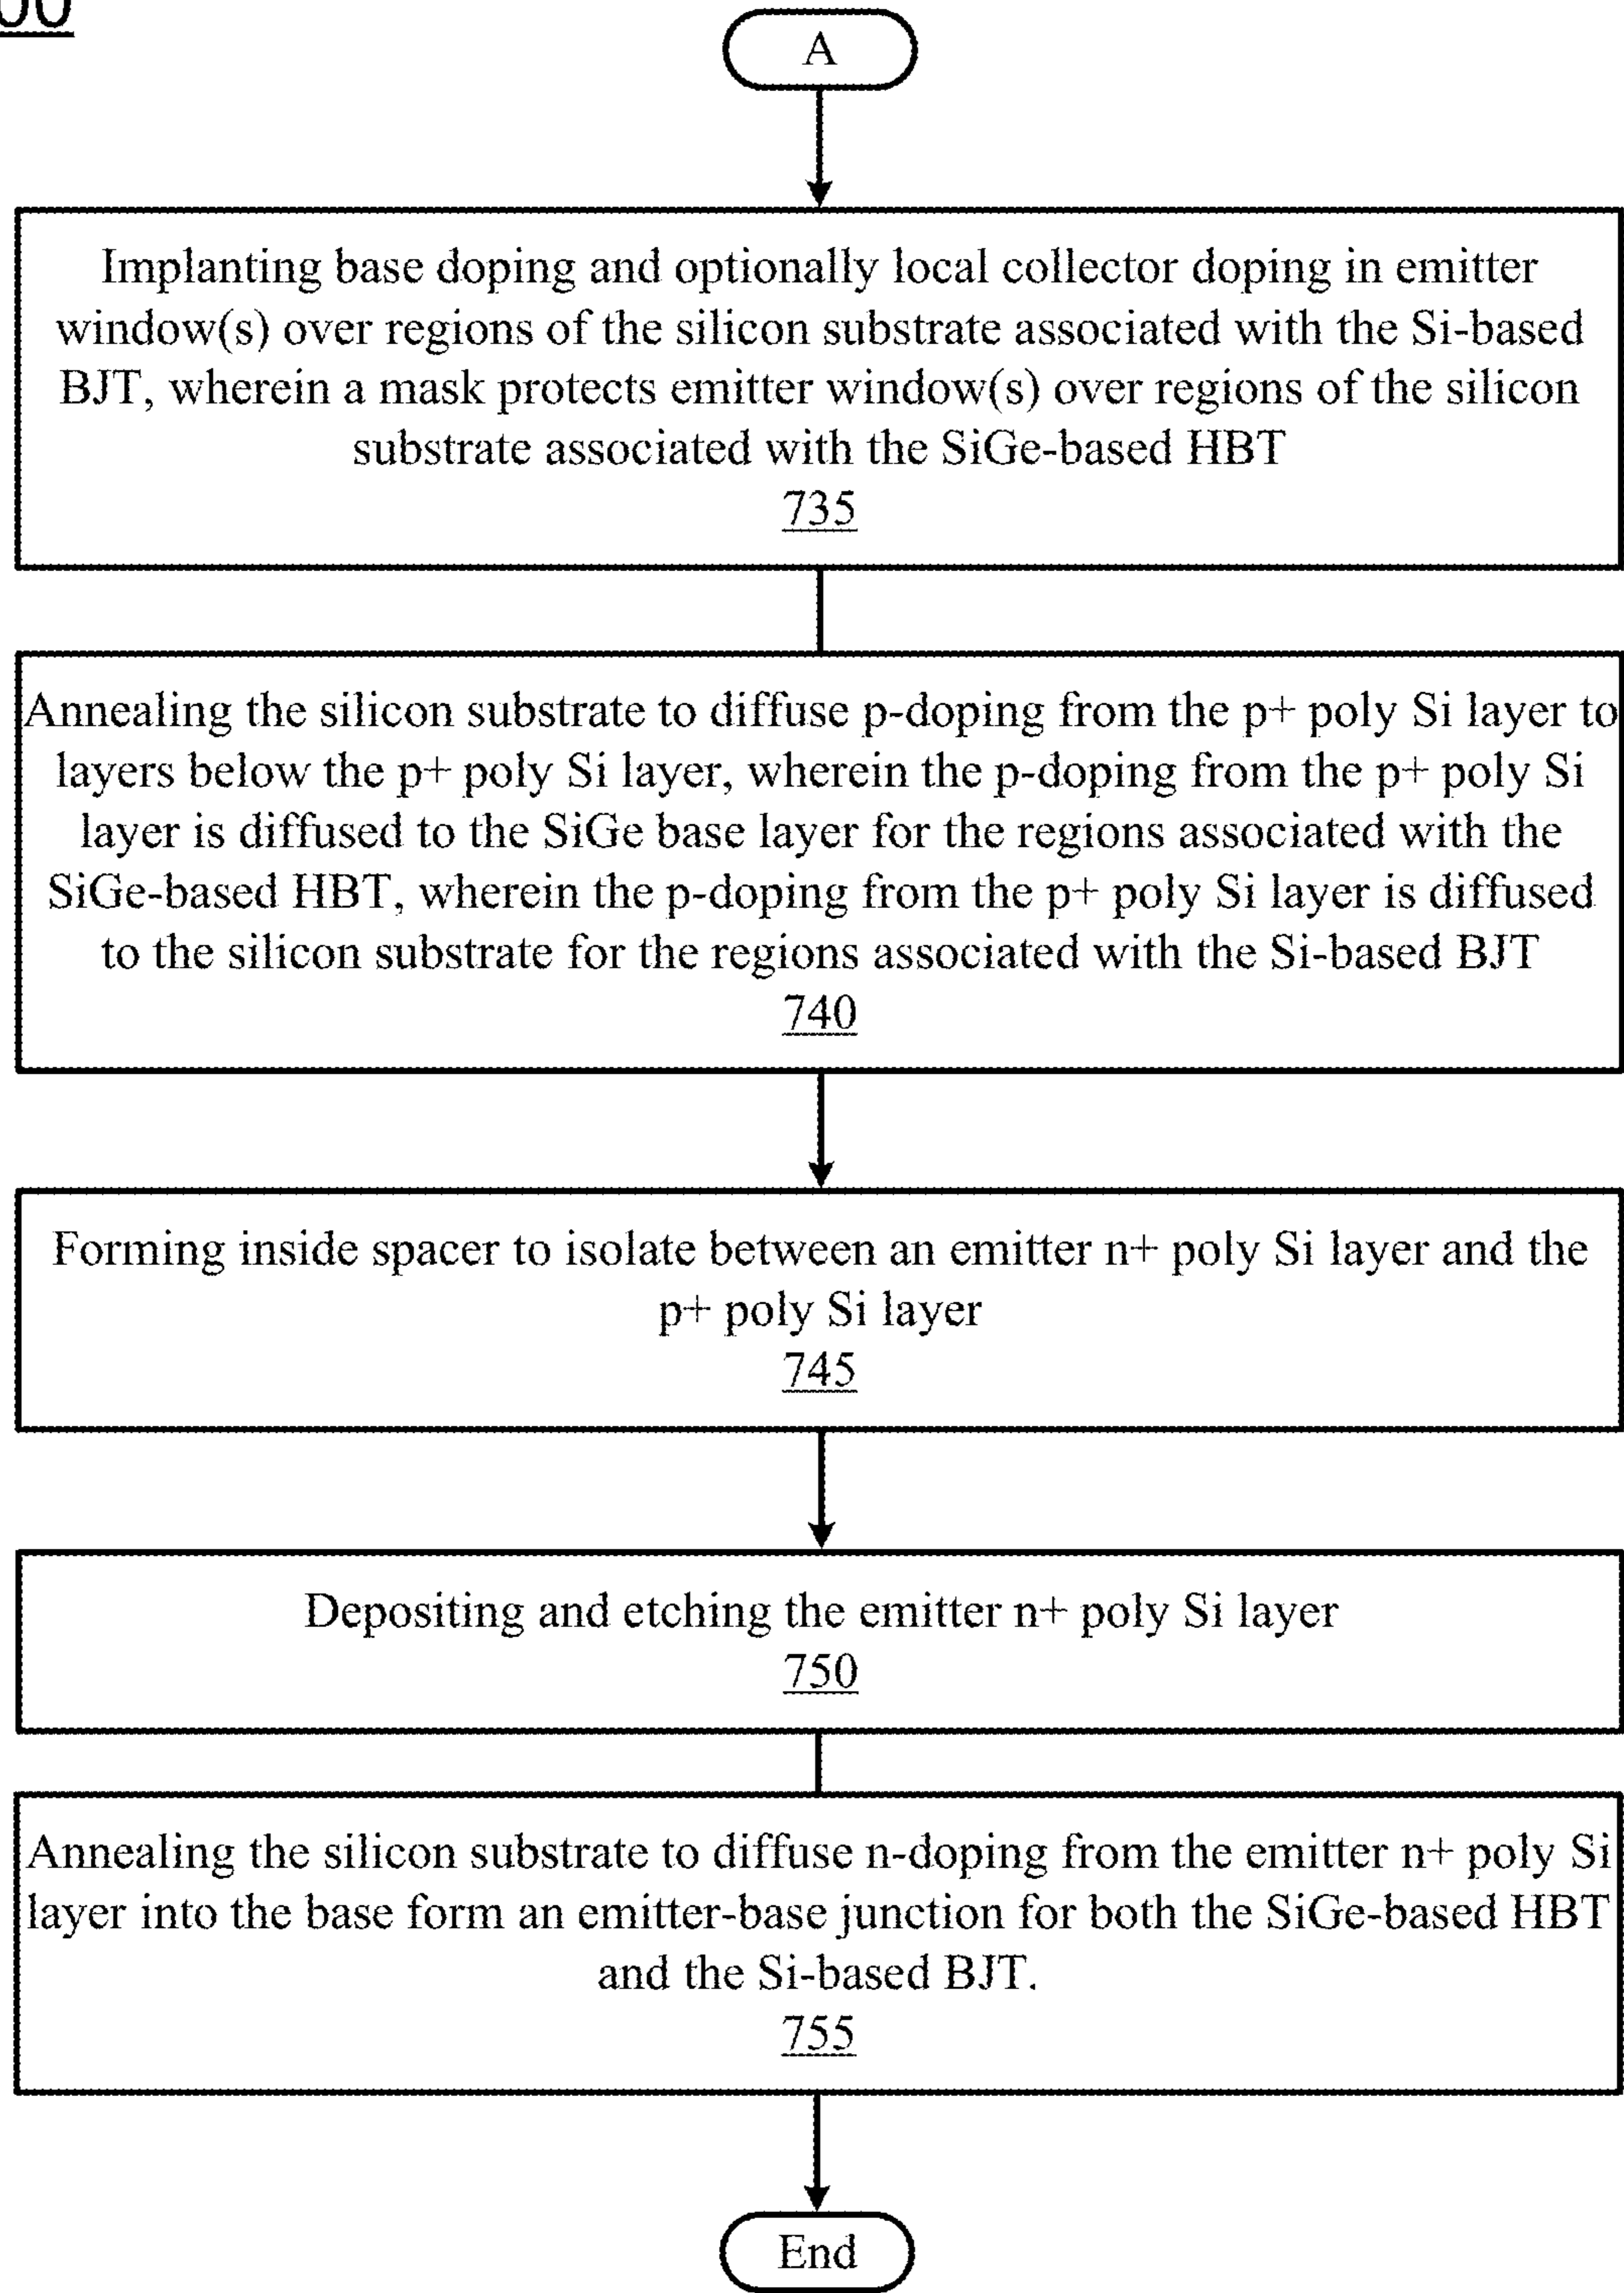 00
A
Implanting base doping and optionally local collector doping in emitter
window(s) over regions of the silicon substrate associated with the Si-based
BJT, wherein a mask protects emitter window(s) over regions of the silicon
substrate associated with the SiGe-based HBT
735
Annealing the silicon substrate to diffuse p-doping from the p+ poly Si layer to
layers below the p+ poly Si layer, wherein the p-doping from the p+ poly Si
layer is diffused to the SiGe base layer for the regions associated with the
SiGe-based HBT, wherein the p-doping from the p+ poly Si layer is diffused
to the silicon substrate for the regions associated with the Si-based BJT
740
Forming inside spacer to isolate between an emitter n+ poly Si layer and the
p+ poly Si layer
745
Depositing and etching the emitter n+ poly Si layer
750
Annealing the silicon substrate to diffuse n-doping from the emitter n+ poly Si
layer into the base form an emitter-base junction for both the SiGe-based HBT
and the Si-based BJT.
755
End